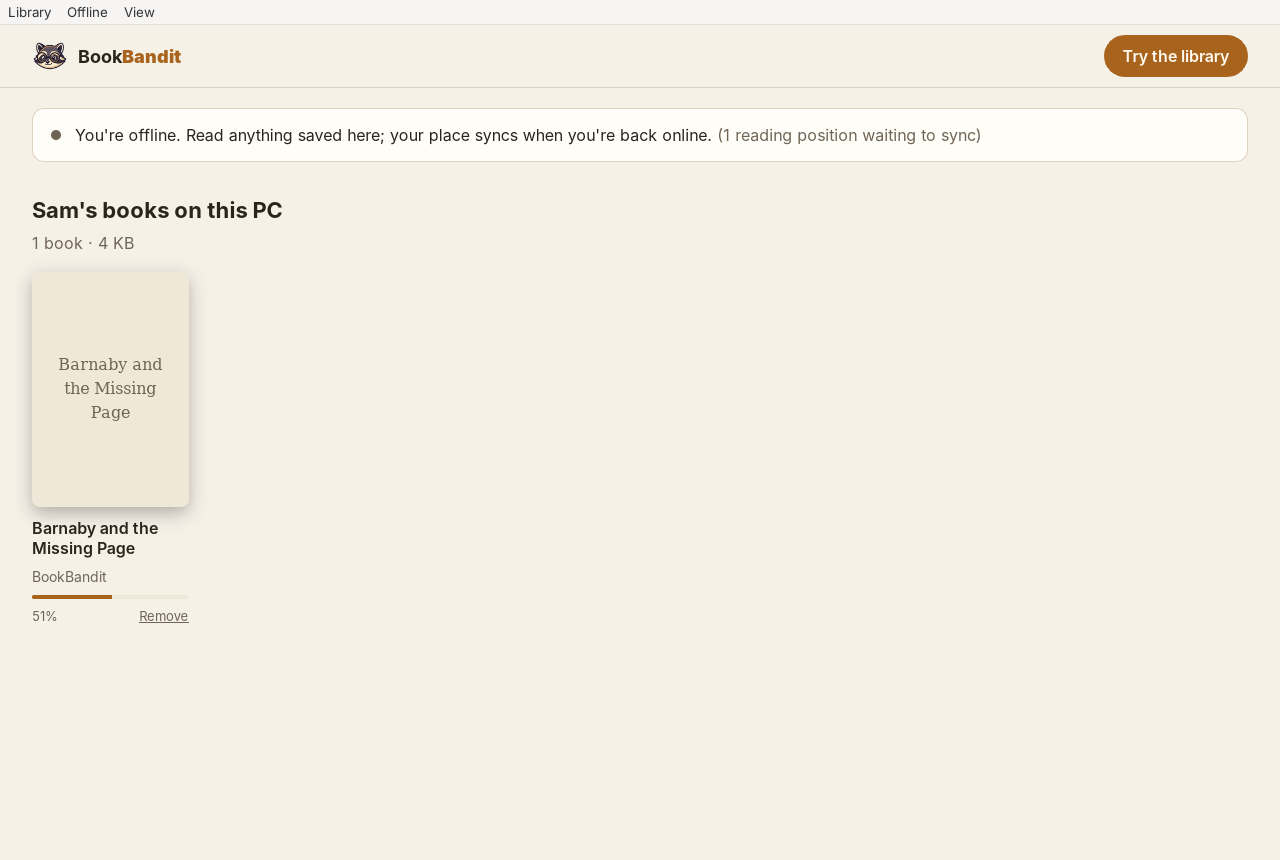 Library Offline View
BookBandit
Try the library
You're offline. Read anything saved here; your place syncs when you're back online. (1 reading position waiting to sync)
Sam's books on this PC
1 book · 4 KB
Barnaby and
the Missing
Page
Barnaby and the
Missing Page
BookBandit
51% Remove